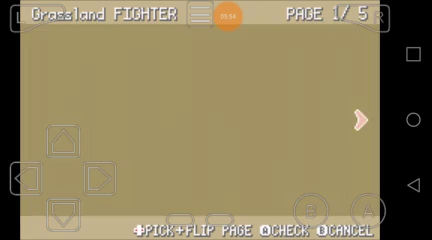 L Grassland FIGHTER PAGE 1/ 5 R
B A
PICK FLIP PAGE A CHECK B CANCEL